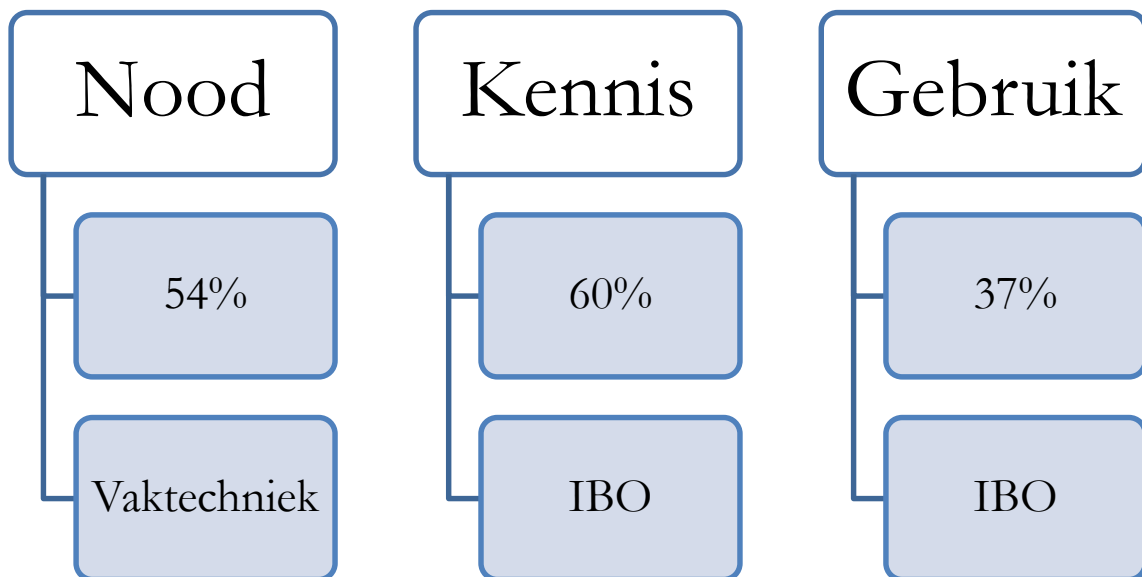 Nood
54%
Vaktechniek
Kennis
60%
IBO
Gebruik
37%
IBO